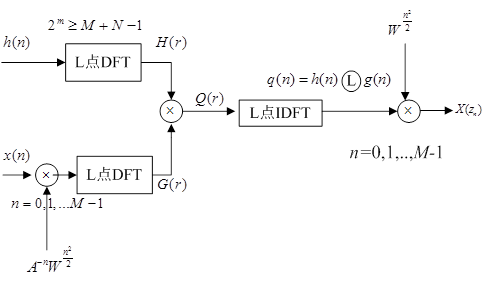 2^m ≥ M + N −1
h(n)
L点DFT
H(r)
W^{n²/2}
×
Q(r)
q(n) = h(n) Ⓛ g(n)
L点IDFT
×
X(z_n)
n=0,1,..,M-1
x(n)
×
L点DFT
G(r)
n = 0,1,...M −1
A^{-n}W^{n²/2}